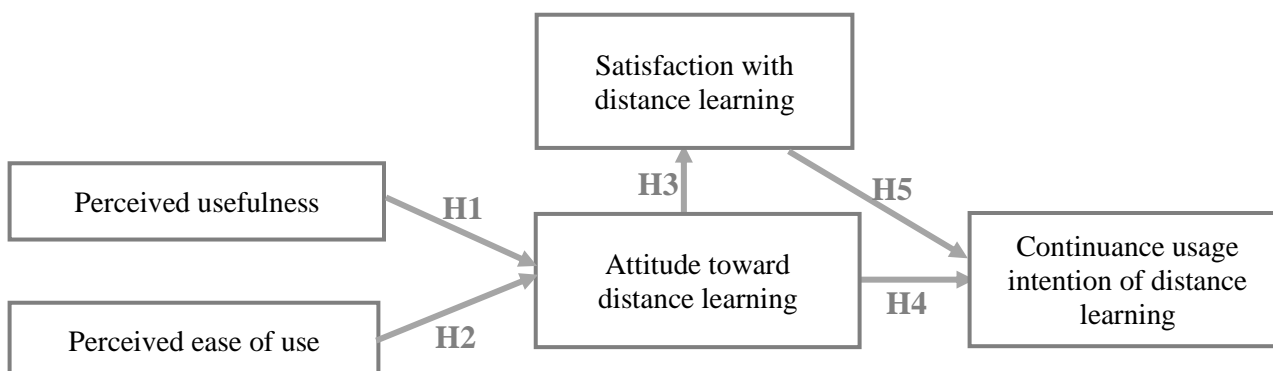 Satisfaction with
distance learning
Perceived usefulness
H1
H3
H5
Attitude toward
distance learning
Continuance usage
intention of distance
learning
H4
Perceived ease of use
H2